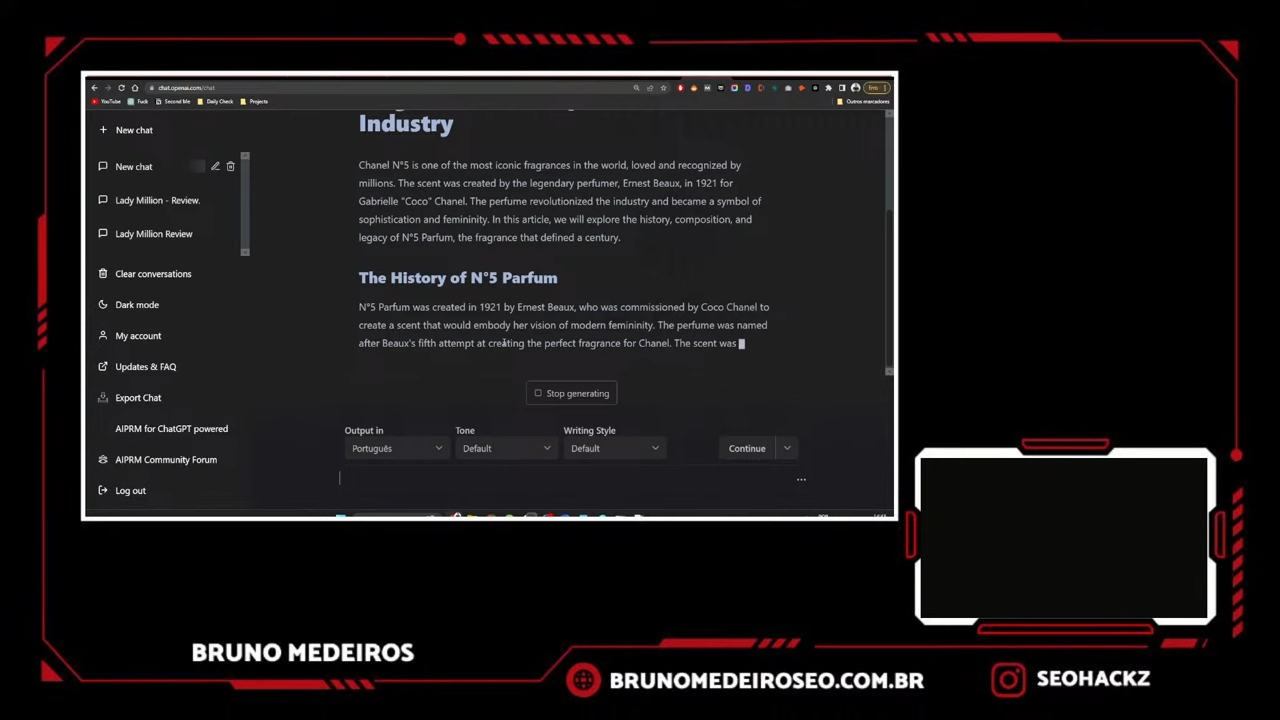 chat.openai.com/chat
YouTube Fuck Second Me Daily Check Projects Outros marcadores
New chat
New chat
Lady Million - Review.
Lady Million Review
Clear conversations
Dark mode
My account
Updates & FAQ
Export Chat
AIPRM for ChatGPT powered
AIPRM Community Forum
Log out
Industry
Chanel N°5 is one of the most iconic fragrances in the world, loved and recognized by
millions. The scent was created by the legendary perfumer, Ernest Beaux, in 1921 for
Gabrielle "Coco" Chanel. The perfume revolutionized the industry and became a symbol of
sophistication and femininity. In this article, we will explore the history, composition, and
legacy of N°5 Parfum, the fragrance that defined a century.
The History of N°5 Parfum
N°5 Parfum was created in 1921 by Ernest Beaux, who was commissioned by Coco Chanel to
create a scent that would embody her vision of modern femininity. The perfume was named
after Beaux's fifth attempt at creating the perfect fragrance for Chanel. The scent was
Stop generating
Output in Tone Writing Style
Português Default Default Continue
...
BRUNO MEDEIROS
BRUNOMEDEIROSEO.COM.BR
SEOHACKZ